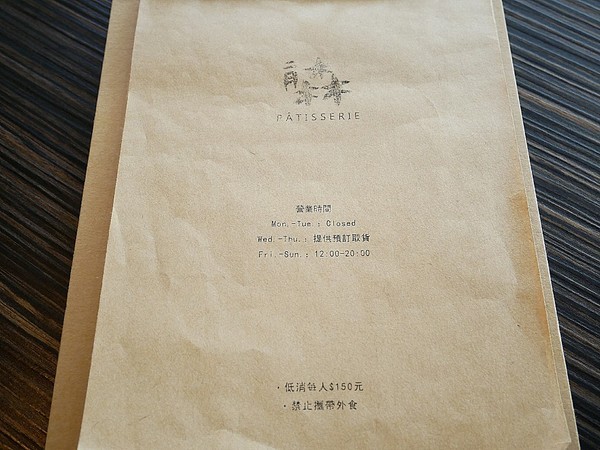 PÂTISSERIE
營業時間
Mon.-Tue.: Closed
Wed.-Thu.: 提供預訂取貨
Fri.-Sun.: 12:00-20:00
・低消每人$150元
・禁止攜帶外食